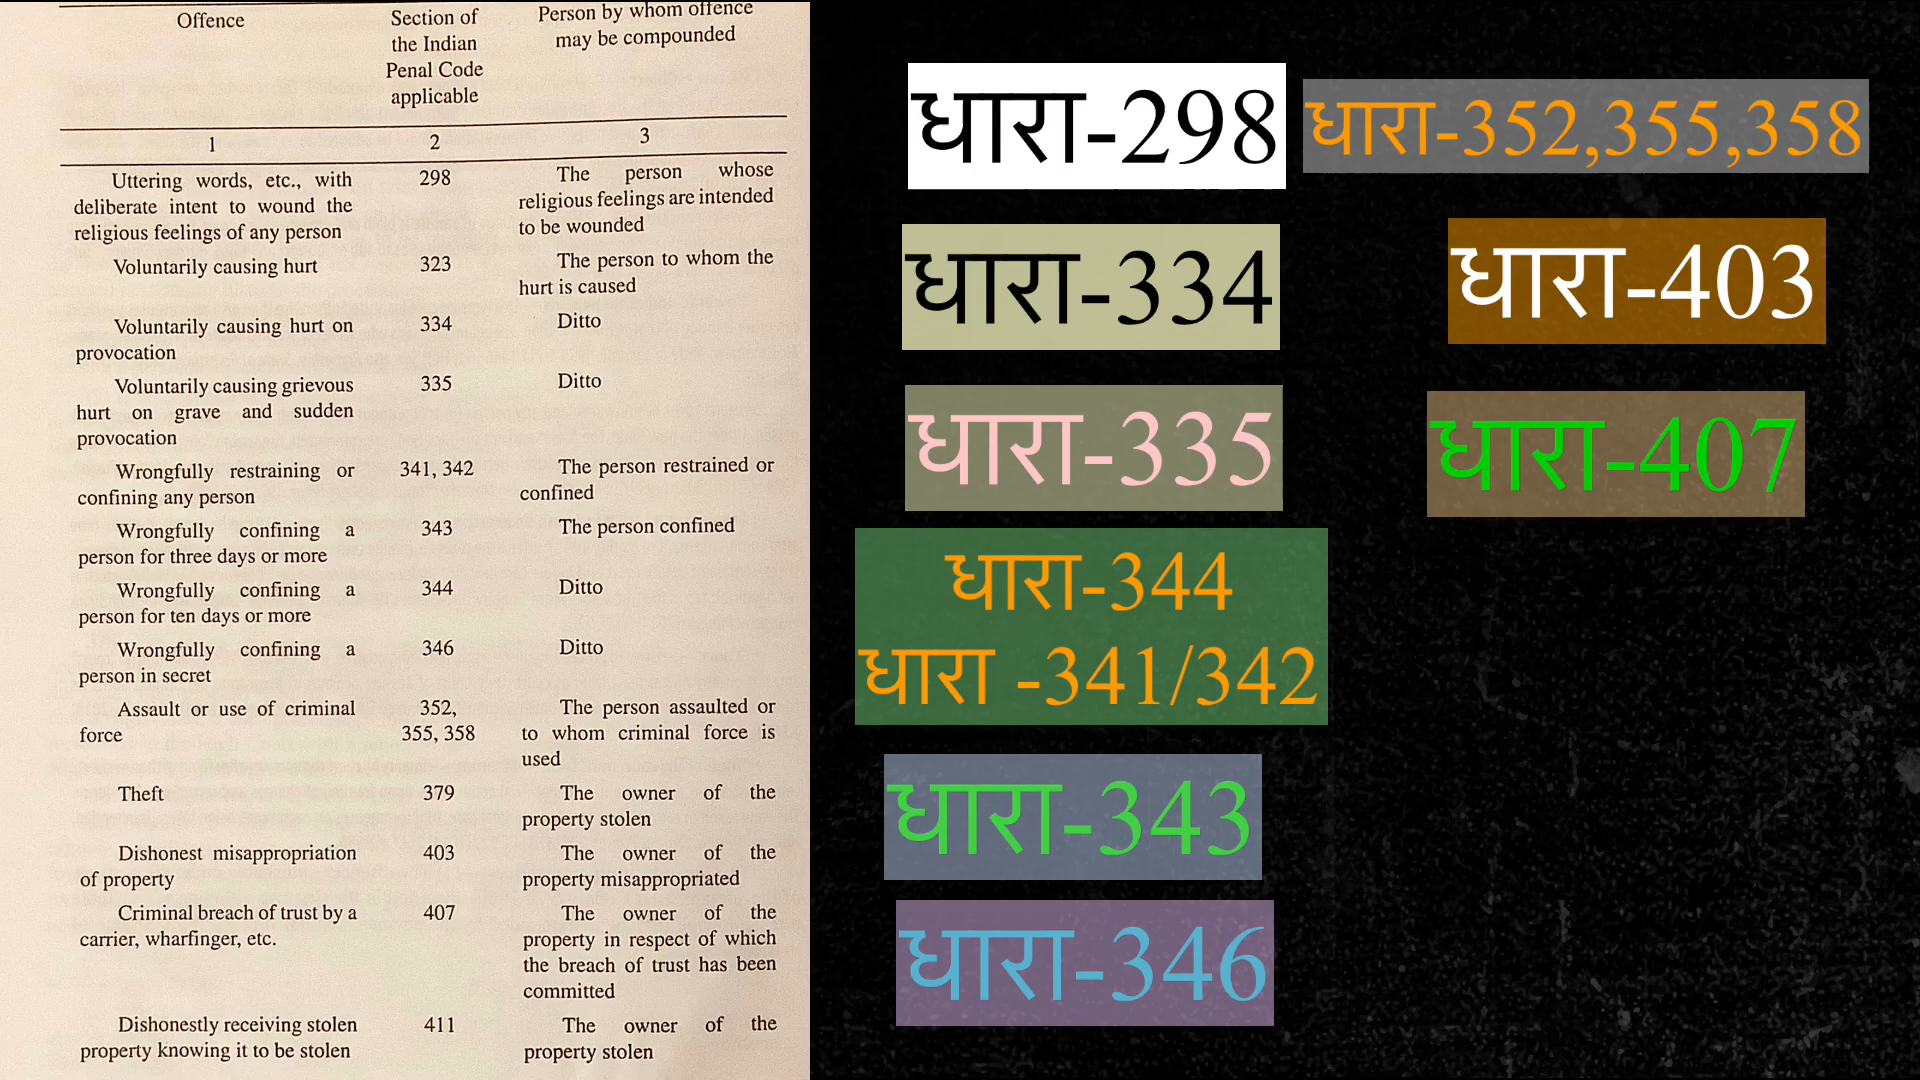 Offence
Section of
the Indian
Penal Code
applicable
Person by whom offence
may be compounded
1
2
3
Uttering words, etc., with
deliberate intent to wound the
religious feelings of any person
298
The person whose
religious feelings are intended
to be wounded
Voluntarily causing hurt
323
The person to whom the
hurt is caused
Voluntarily causing hurt on
provocation
334
Ditto
Voluntarily causing grievous
hurt on grave and sudden
provocation
335
Ditto
Wrongfully restraining or
confining any person
341, 342
The person restrained or
confined
Wrongfully confining a
person for three days or more
343
The person confined
Wrongfully confining a
person for ten days or more
344
Ditto
Wrongfully confining a
person in secret
346
Ditto
Assault or use of criminal
force
352,
355, 358
The person assaulted or
to whom criminal force is
used
Theft
379
The owner of the
property stolen
Dishonest misappropriation
of property
403
The owner of the
property misappropriated
Criminal breach of trust by a
carrier, wharfinger, etc.
407
The owner of the
property in respect of which
the breach of trust has been
committed
Dishonestly receiving stolen
property knowing it to be stolen
411
The owner of the
property stolen
धारा-298
धारा-334
धारा-335
धारा-344
धारा -341/342
धारा-343
धारा-346
धारा-352,355,358
धारा-403
धारा-407